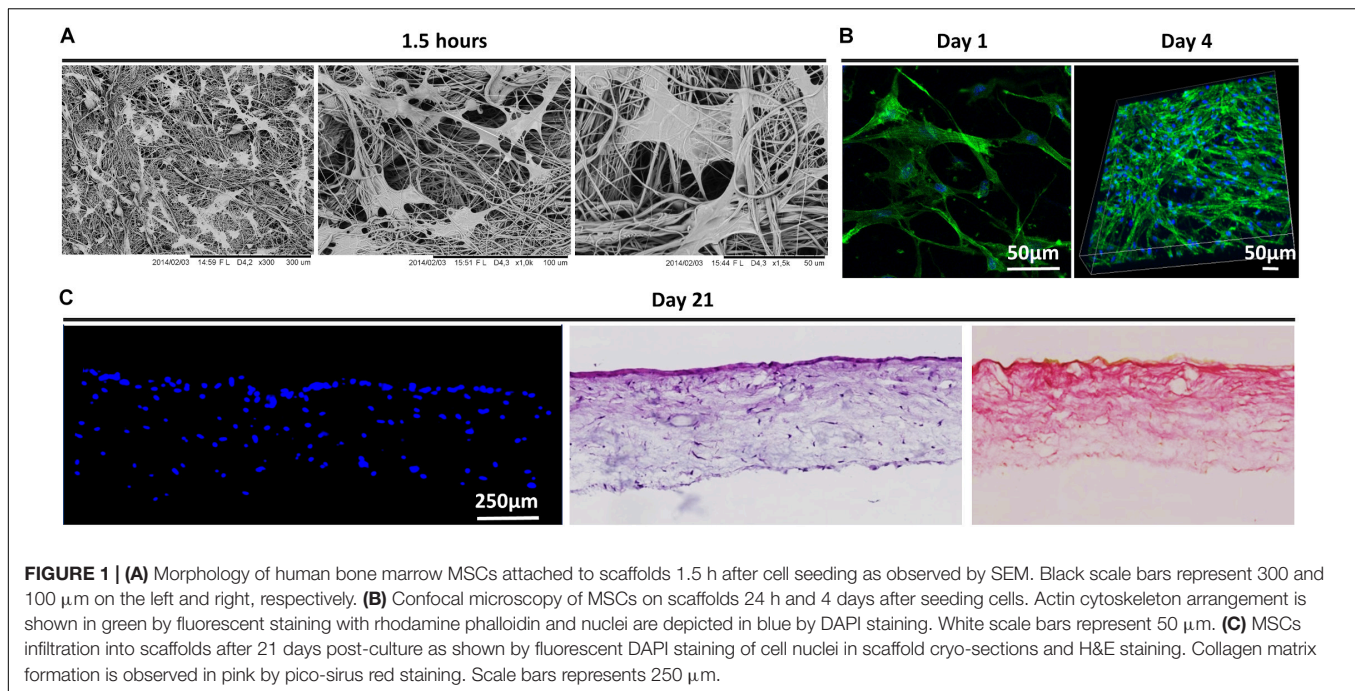 A
1.5 hours
2014/02/03 14:59 F L D4,2 x300 300 um
2014/02/03 15:51 F L D4,3 x1,0k 100 um
2014/02/03 15:44 F L D4,3 x1,5k 50 um
B
Day 1
Day 4
50µm
50µm
C
Day 21
250µm
FIGURE 1 | (A) Morphology of human bone marrow MSCs attached to scaffolds 1.5 h after cell seeding as observed by SEM. Black scale bars represent 300 and
100 µm on the left and right, respectively. (B) Confocal microscopy of MSCs on scaffolds 24 h and 4 days after seeding cells. Actin cytoskeleton arrangement is
shown in green by fluorescent staining with rhodamine phalloidin and nuclei are depicted in blue by DAPI staining. White scale bars represent 50 µm. (C) MSCs
infiltration into scaffolds after 21 days post-culture as shown by fluorescent DAPI staining of cell nuclei in scaffold cryo-sections and H&E staining. Collagen matrix
formation is observed in pink by pico-sirus red staining. Scale bars represents 250 µm.